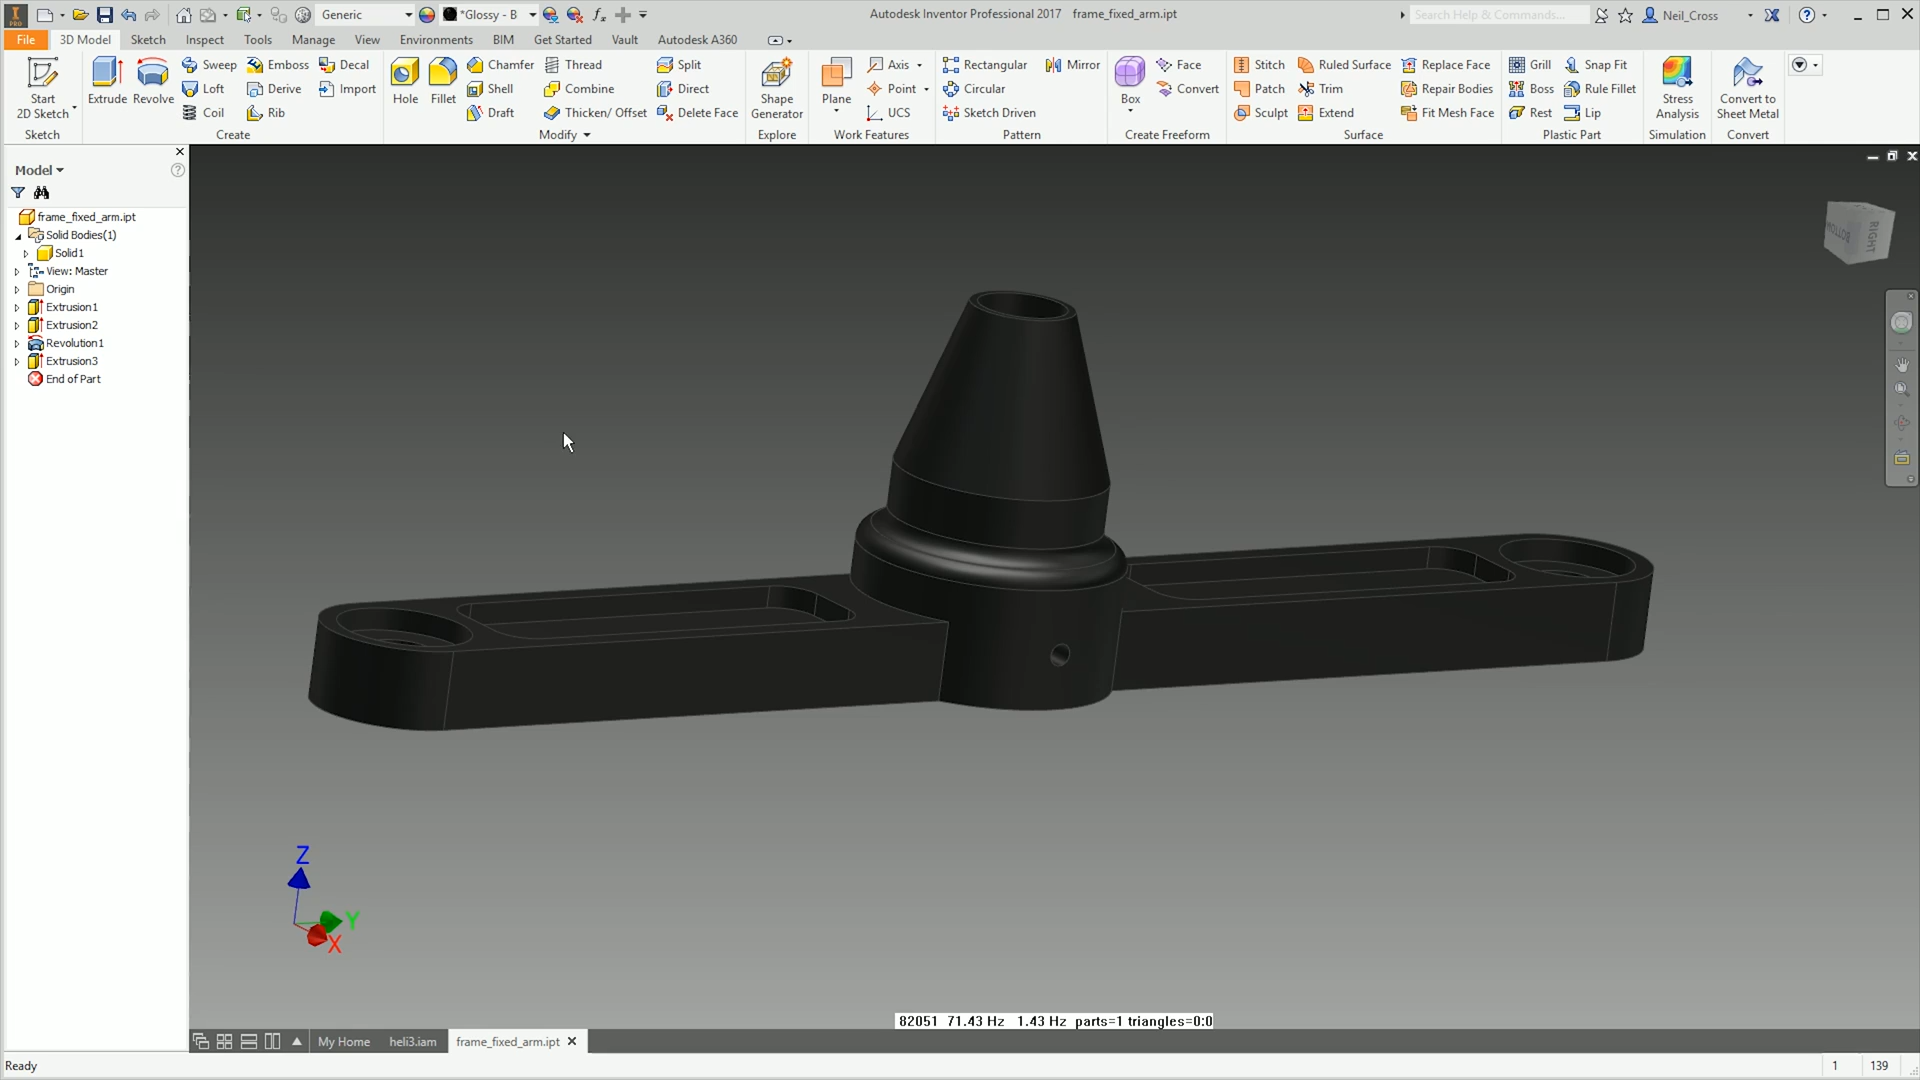 Generic
*Glossy - B
Autodesk Inventor Professional 2017 frame_fixed_arm.ipt
Search Help & Commands...
Neil_Cross
File 3D Model Sketch Inspect Tools Manage View Environments BIM Get Started Vault Autodesk A360
Start 2D Sketch
Sketch
Extrude Revolve
Sweep Emboss Decal
Loft Derive Import
Coil Rib
Create
Hole Fillet
Chamfer Thread Split
Shell Combine Direct
Draft Thicken/ Offset Delete Face
Modify
Shape Generator
Explore
Plane
Axis
Point
UCS
Work Features
Rectangular Mirror
Circular
Sketch Driven
Pattern
Box
Face
Convert
Create Freeform
Stitch Ruled Surface Replace Face
Patch Trim Repair Bodies
Sculpt Extend Fit Mesh Face
Surface
Grill Snap Fit
Boss Rule Fillet
Rest Lip
Plastic Part
Stress Analysis
Simulation
Convert to Sheet Metal
Convert
Model
frame_fixed_arm.ipt
Solid Bodies(1)
Solid1
View: Master
Origin
Extrusion1
Extrusion2
Revolution1
Extrusion3
End of Part
BOTTOM
RIGHT
Z
Y
X
82051 71.43 Hz 1.43 Hz parts=1 triangles=0:0
My Home heli3.iam frame_fixed_arm.ipt
Ready
1 139